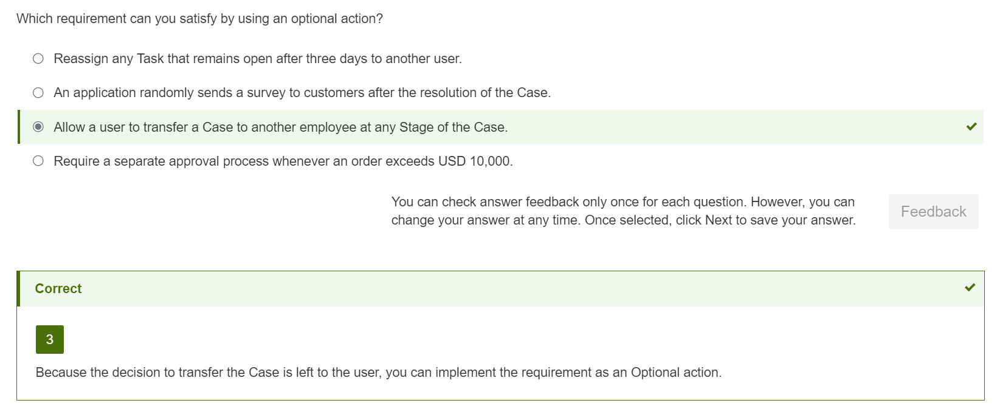 Which requirement can you satisfy by using an optional action?
Reassign any Task that remains open after three days to another user.
An application randomly sends a survey to customers after the resolution of the Case.
Allow a user to transfer a Case to another employee at any Stage of the Case.
Require a separate approval process whenever an order exceeds USD 10,000.
You can check answer feedback only once for each question. However, you can
change your answer at any time. Once selected, click Next to save your answer.
Feedback
Correct
3
Because the decision to transfer the Case is left to the user, you can implement the requirement as an Optional action.